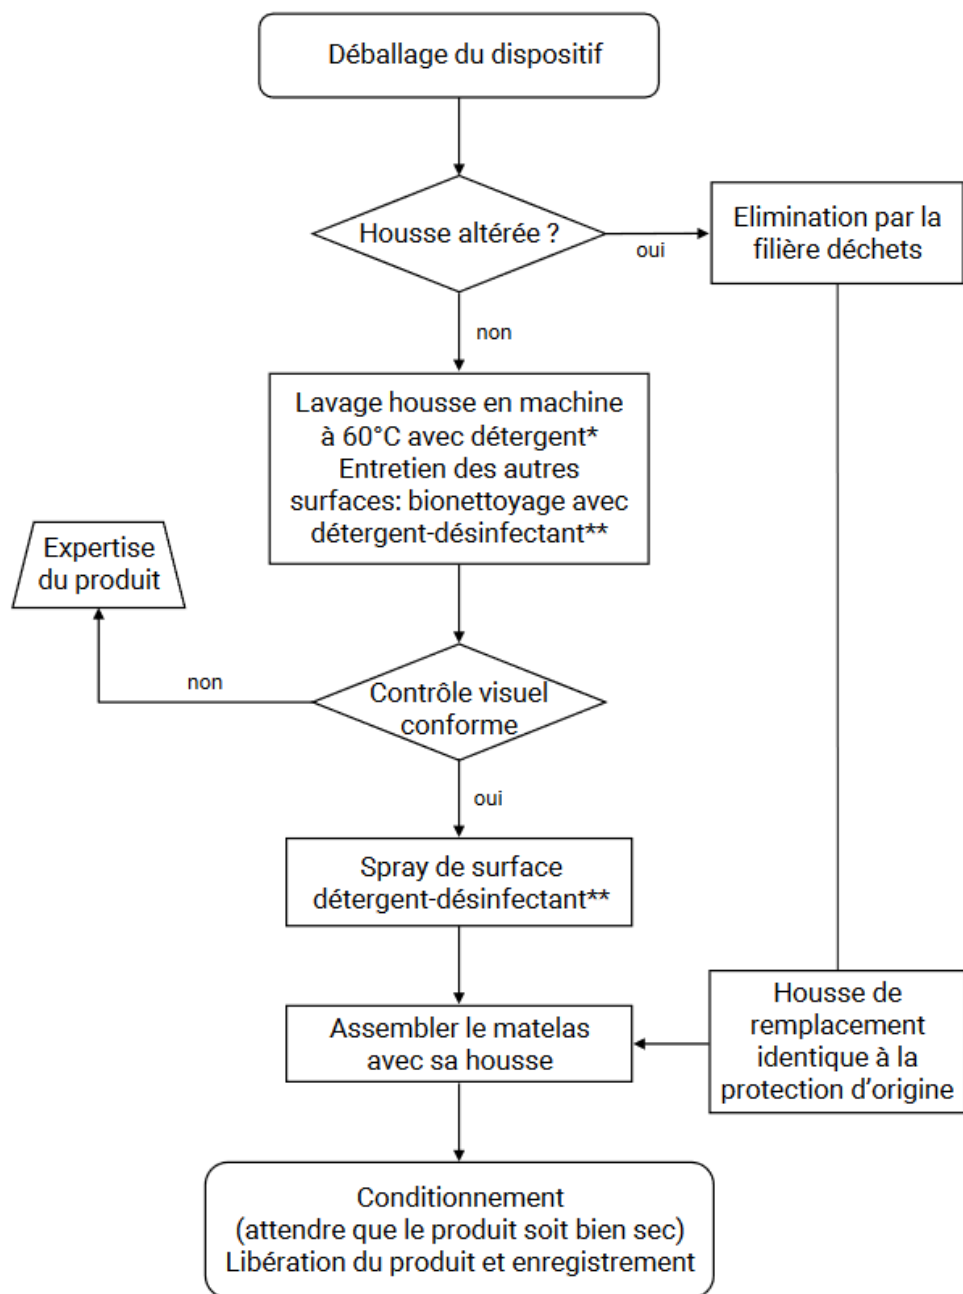 Déballage du dispositif
Housse altérée ?
oui
Elimination par la
filière déchets
non
Lavage housse en machine
à 60°C avec détergent*
Entretien des autres
surfaces: bionettoyage avec
détergent-désinfectant**
Expertise
du produit
non
Contrôle visuel
conforme
oui
Spray de surface
détergent-désinfectant**
Housse de
remplacement
identique à la
protection d'origine
Assembler le matelas
avec sa housse
Conditionnement
(attendre que le produit soit bien sec)
Libération du produit et enregistrement